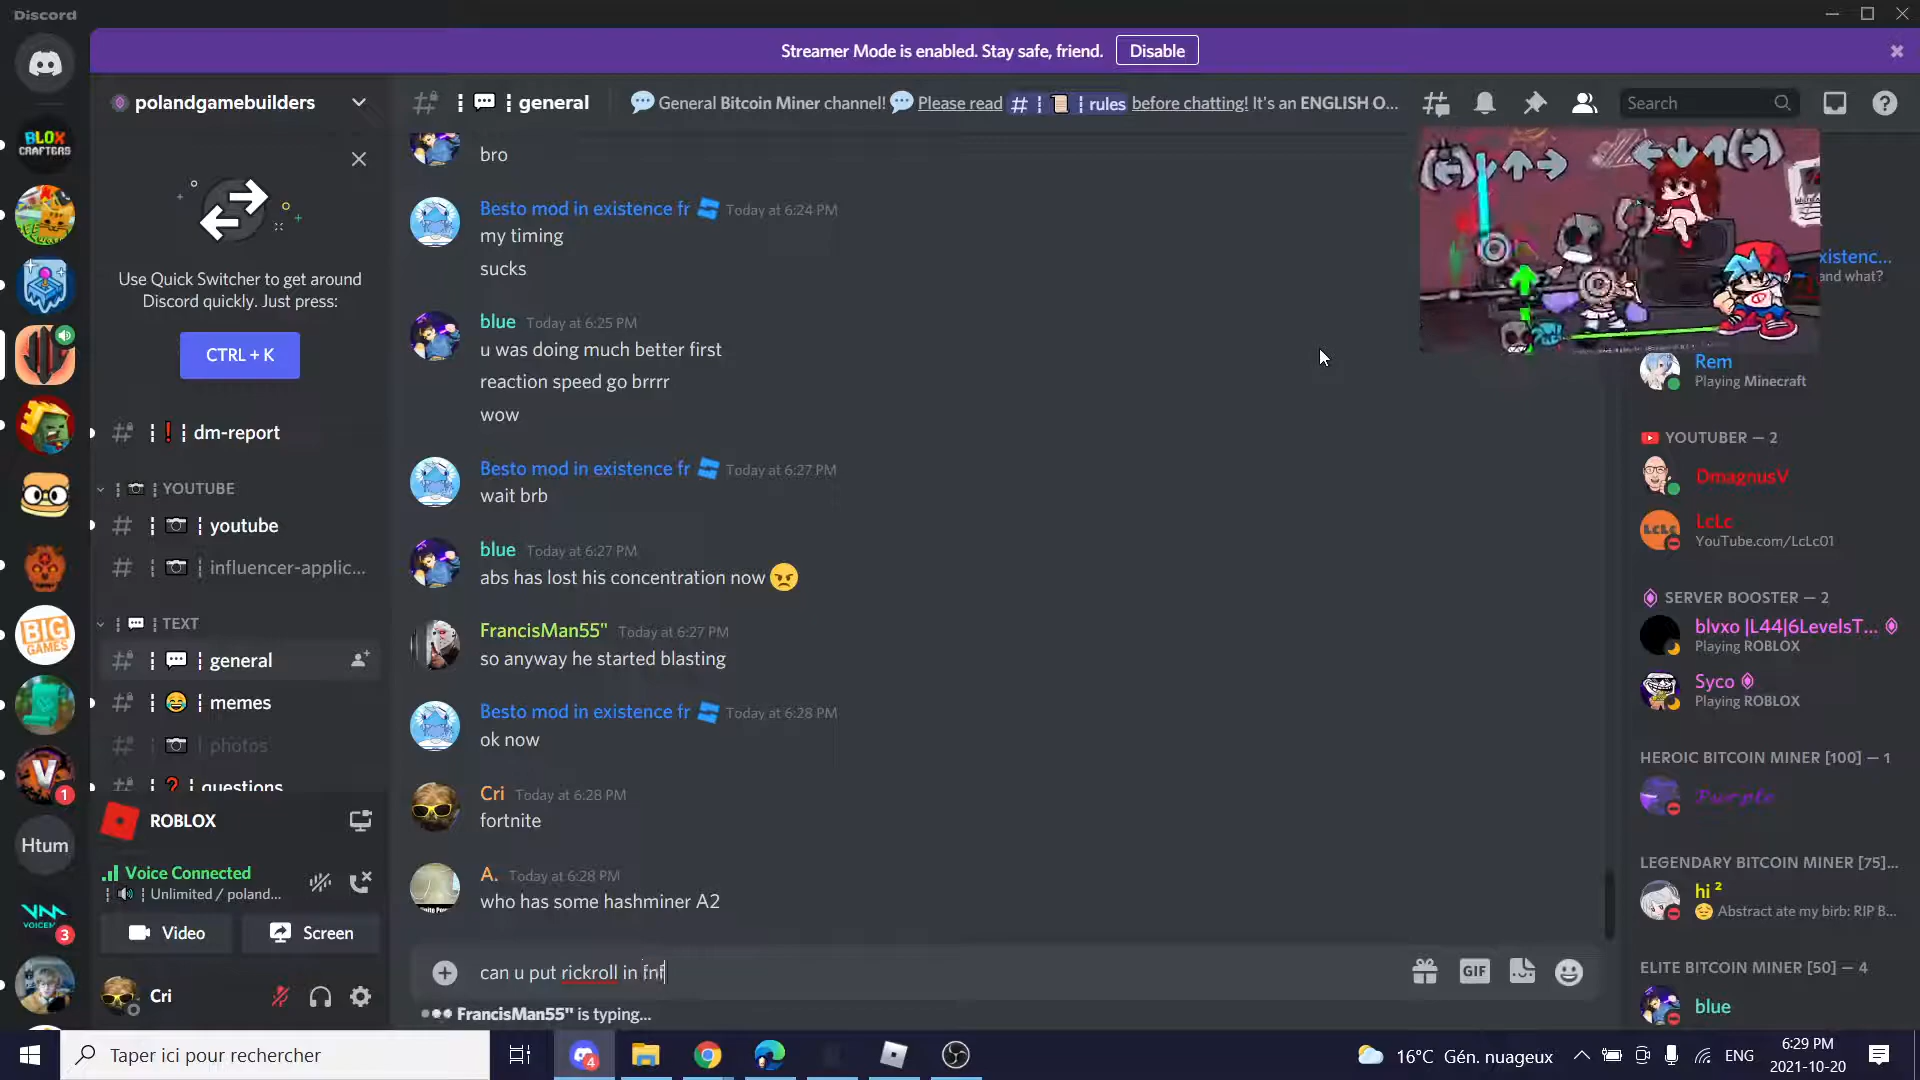 Discord
Streamer Mode is enabled. Stay safe, friend.
Disable
polandgamebuilders
general
General Bitcoin Miner channel! Please read # rules before chatting! It's an ENGLISH O...
Search
BLOX
CRAFTERS
Use Quick Switcher to get around
Discord quickly. Just press:
CTRL + K
dm-report
YOUTUBE
youtube
influencer-applic...
TEXT
general
memes
photos
questions
BIG
GAMES
1
Htum
VM
3
ROBLOX
Voice Connected
Unlimited / poland...
Video
Screen
Cri
bro
Besto mod in existence fr Today at 6:24 PM
my timing
sucks
blue Today at 6:25 PM
u was doing much better first
reaction speed go brrrr
wow
Besto mod in existence fr Today at 6:27 PM
wait brb
blue Today at 6:27 PM
abs has lost his concentration now
FrancisMan55" Today at 6:27 PM
so anyway he started blasting
Besto mod in existence fr Today at 6:28 PM
ok now
Cri Today at 6:28 PM
fortnite
A. Today at 6:28 PM
who has some hashminer A2
can u put rickroll in fnf
GIF
FrancisMan55" is typing...
xistenc...
and what?
Rem
Playing Minecraft
YOUTUBER — 2
DmagnusV
LcLc
YouTube.com/LcLc01
SERVER BOOSTER — 2
blvxo |L44|6LevelsT...
Playing ROBLOX
Syco
Playing ROBLOX
HEROIC BITCOIN MINER [100] — 1
Purple
LEGENDARY BITCOIN MINER [75]...
hi ²
Abstract ate my birb: RIP B...
ELITE BITCOIN MINER [50] — 4
blue
Taper ici pour rechercher
4
16°C Gén. nuageux
ENG
6:29 PM
2021-10-20